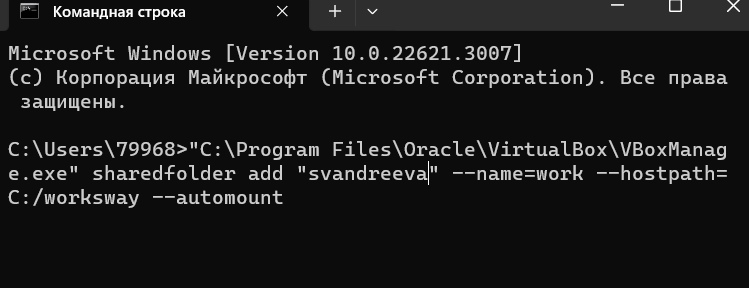 Командная строка
Microsoft Windows [Version 10.0.22621.3007]
(c) Корпорация Майкрософт (Microsoft Corporation). Все права
защищены.
C:\Users\79968>"C:\Program Files\Oracle\VirtualBox\VBoxManag
e.exe" sharedfolder add "svandreeva" --name=work --hostpath=
C:/worksway --automount